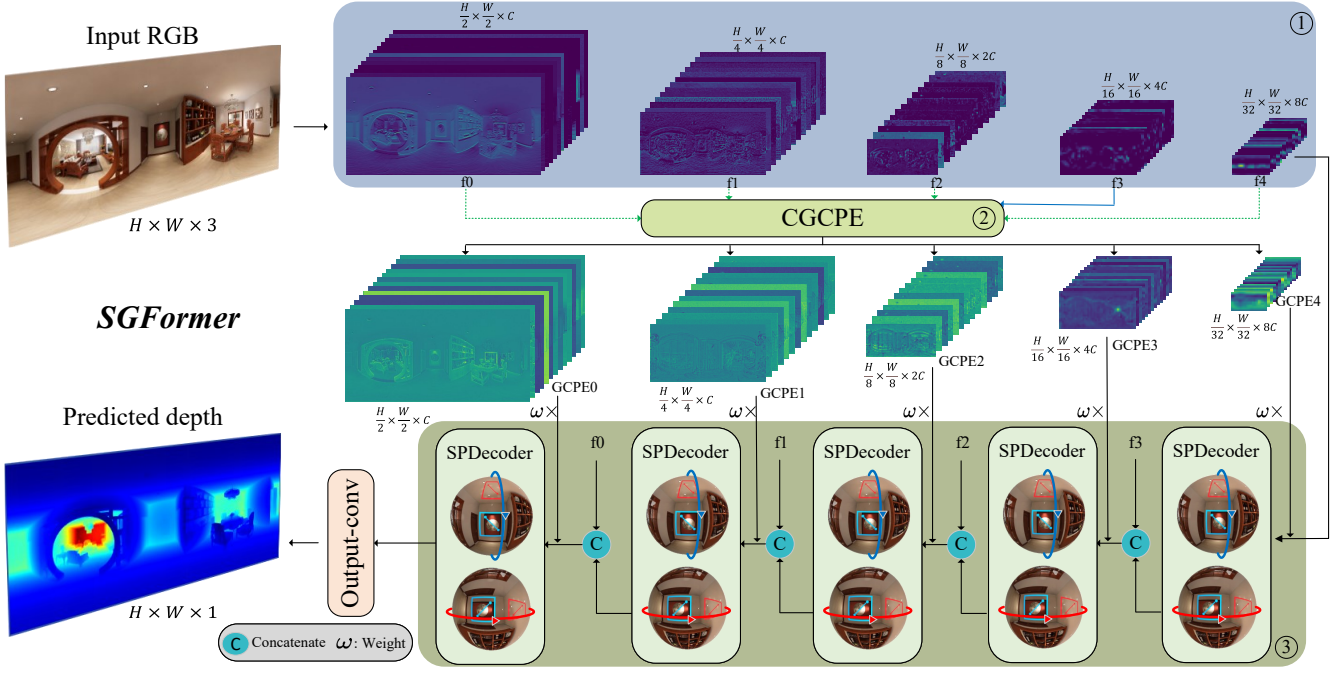 Input RGB
H × W × 3
H/2 × W/2 × C
H/4 × W/4 × C
H/8 × W/8 × 2C
H/16 × W/16 × 4C
H/32 × W/32 × 8C
①
f0
f1
f2
f3
f4
CGCPE ②
SGFormer
GCPE0
GCPE1
GCPE2
GCPE3
GCPE4
H/2 × W/2 × C
H/4 × W/4 × C
H/8 × W/8 × 2C
H/16 × W/16 × 4C
H/32 × W/32 × 8C
ω×
ω×
ω×
ω×
ω×
Predicted depth
H × W × 1
Output-conv
SPDecoder
f0
SPDecoder
f1
SPDecoder
f2
SPDecoder
f3
SPDecoder
C
C
C
C
③
C Concatenate ω: Weight